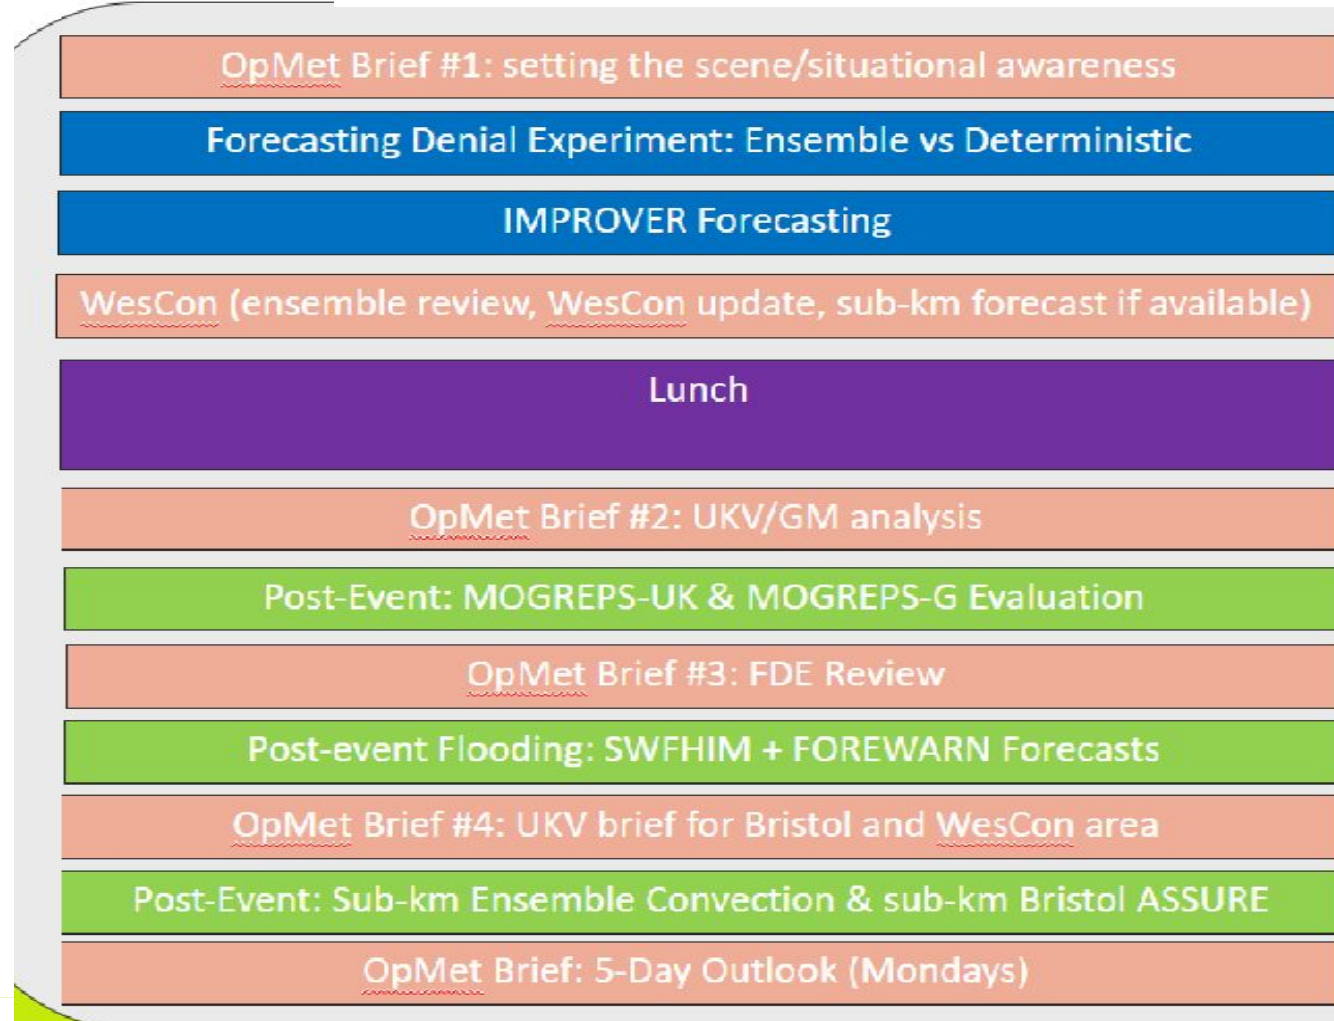 OpMet Brief #1: setting the scene/situational awareness
Forecasting Denial Experiment: Ensemble vs Deterministic
IMPROVER Forecasting
WesCon (ensemble review, WesCon update, sub-km forecast if available)
Lunch
OpMet Brief #2: UKV/GM analysis
Post-Event: MOGREPS-UK & MOGREPS-G Evaluation
OpMet Brief #3: FDE Review
Post-event Flooding: SWFHIM + FOREWARN Forecasts
OpMet Brief #4: UKV brief for Bristol and WesCon area
Post-Event: Sub-km Ensemble Convection & sub-km Bristol ASSURE
OpMet Brief: 5-Day Outlook (Mondays)